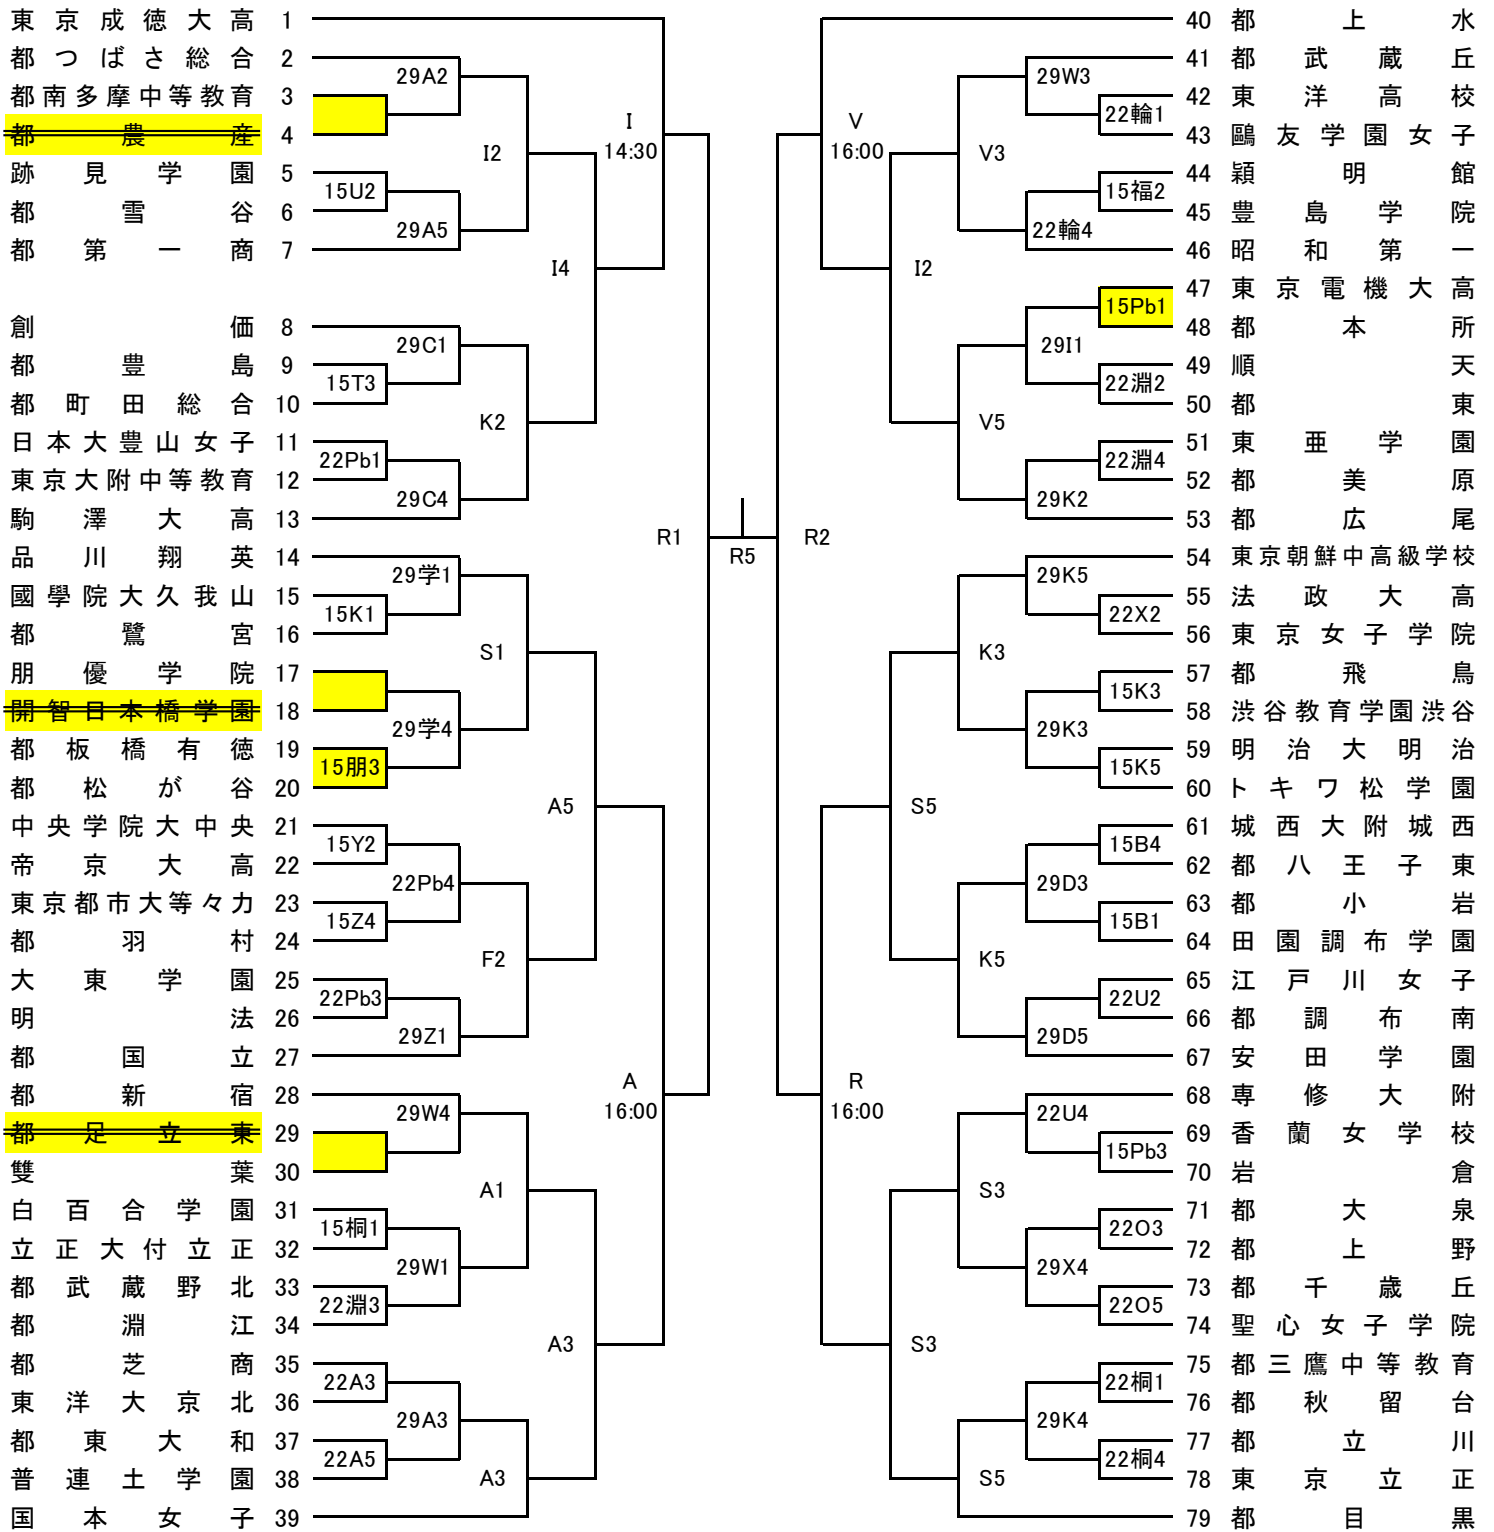 東京成徳大高 1
都つばさ総合 2
29A2
都南多摩中等教育 3
都農産 4
I2
I
14:30
跡見学園 5
15U2
都雪谷 6
29A5
都第一商 7
I4
創価 8
29C1
都豊島 9
15T3
都町田総合 10
K2
日本大豊山女子 11
22Pb1
東京大附中等教育 12
29C4
駒澤大高 13
R1
品川翔英 14
29学1
國學院大久我山 15
15K1
都鷺宮 16
S1
朋優学院 17
開智日本橋学園 18
29学4
都板橋有徳 19
15朋3
都松が谷 20
A5
中央学院大中央 21
15Y2
帝京大高 22
22Pb4
東京都市大等々力 23
15Z4
都羽村 24
F2
大東学園 25
22Pb3
明法 26
29Z1
都国立 27
A
16:00
都新宿 28
29W4
都足立東 29
雙葉 30
A1
白百合学園 31
15桐1
立正大付立正 32
29W1
都武蔵野北 33
22淵3
都淵江 34
A3
都芝商 35
22A3
東洋大京北 36
29A3
都東大和 37
22A5
普連土学園 38
A3
国本女子 39
R5
40 都上水
41 都武蔵丘
29W3
42 東洋高校
22輪1
43 鷗友学園女子
V3
V
16:00
44 穎明館
15福2
45 豊島学院
22輪4
46 昭和第一
I2
47 東京電機大高
15Pb1
48 都本所
29I1
49 順天
22淵2
50 都東
V5
51 東亜学園
22淵4
52 都美原
29K2
53 都広尾
R2
54 東京朝鮮中高級学校
29K5
55 法政大高
22X2
56 東京女子学院
K3
57 都飛鳥
15K3
58 渋谷教育学園渋谷
29K3
59 明治大明治
15K5
60 トキワ松学園
S5
61 城西大附城西
15B4
62 都八王子東
29D3
63 都小岩
15B1
64 田園調布学園
K5
65 江戸川女子
22U2
66 都調布南
29D5
67 安田学園
R
16:00
68 専修大附
22U4
69 香蘭女学校
15Pb3
70 岩倉
S3
71 都大泉
22O3
72 都上野
29X4
73 都千歳丘
22O5
74 聖心女子学院
S3
75 都三鷹中等教育
22桐1
76 都秋留台
29K4
77 都立川
22桐4
78 東京立正
S5
79 都目黒